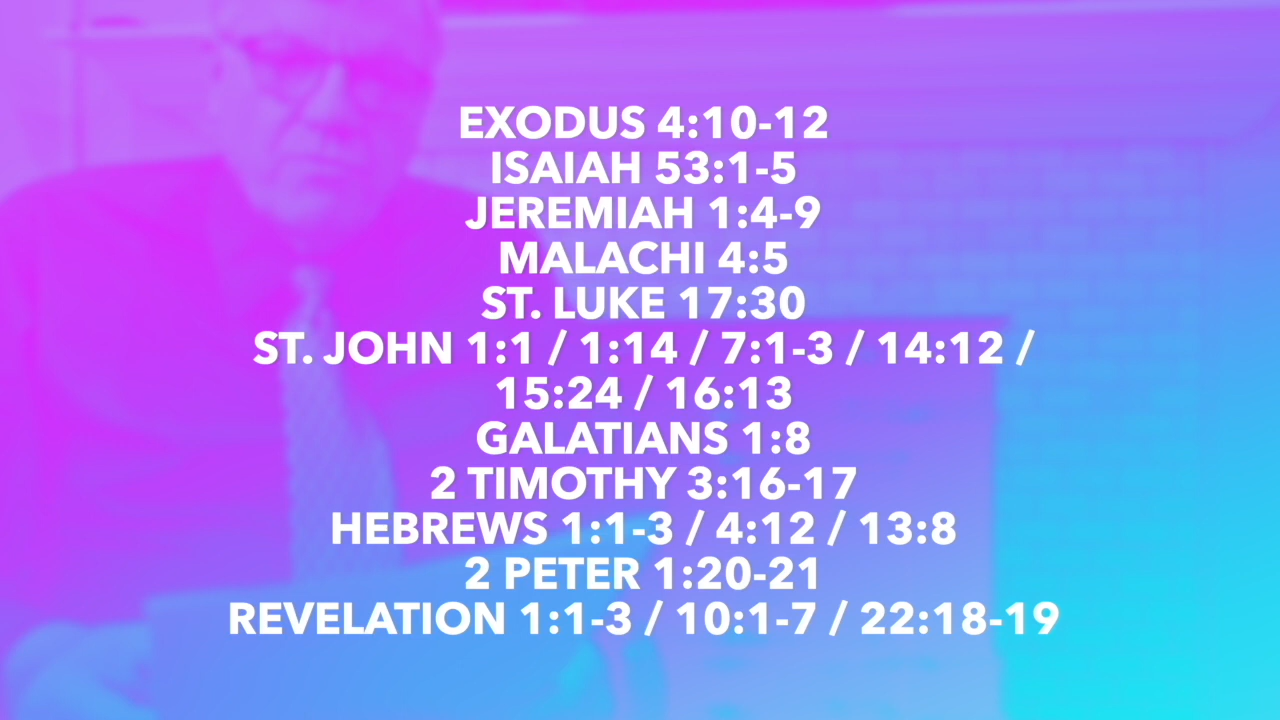 EXODUS 4:10-12
ISAIAH 53:1-5
JEREMIAH 1:4-9
MALACHI 4:5
ST. LUKE 17:30
ST. JOHN 1:1 / 1:14 / 7:1-3 / 14:12 /
15:24 / 16:13
GALATIANS 1:8
2 TIMOTHY 3:16-17
HEBREWS 1:1-3 / 4:12 / 13:8
2 PETER 1:20-21
REVELATION 1:1-3 / 10:1-7 / 22:18-19